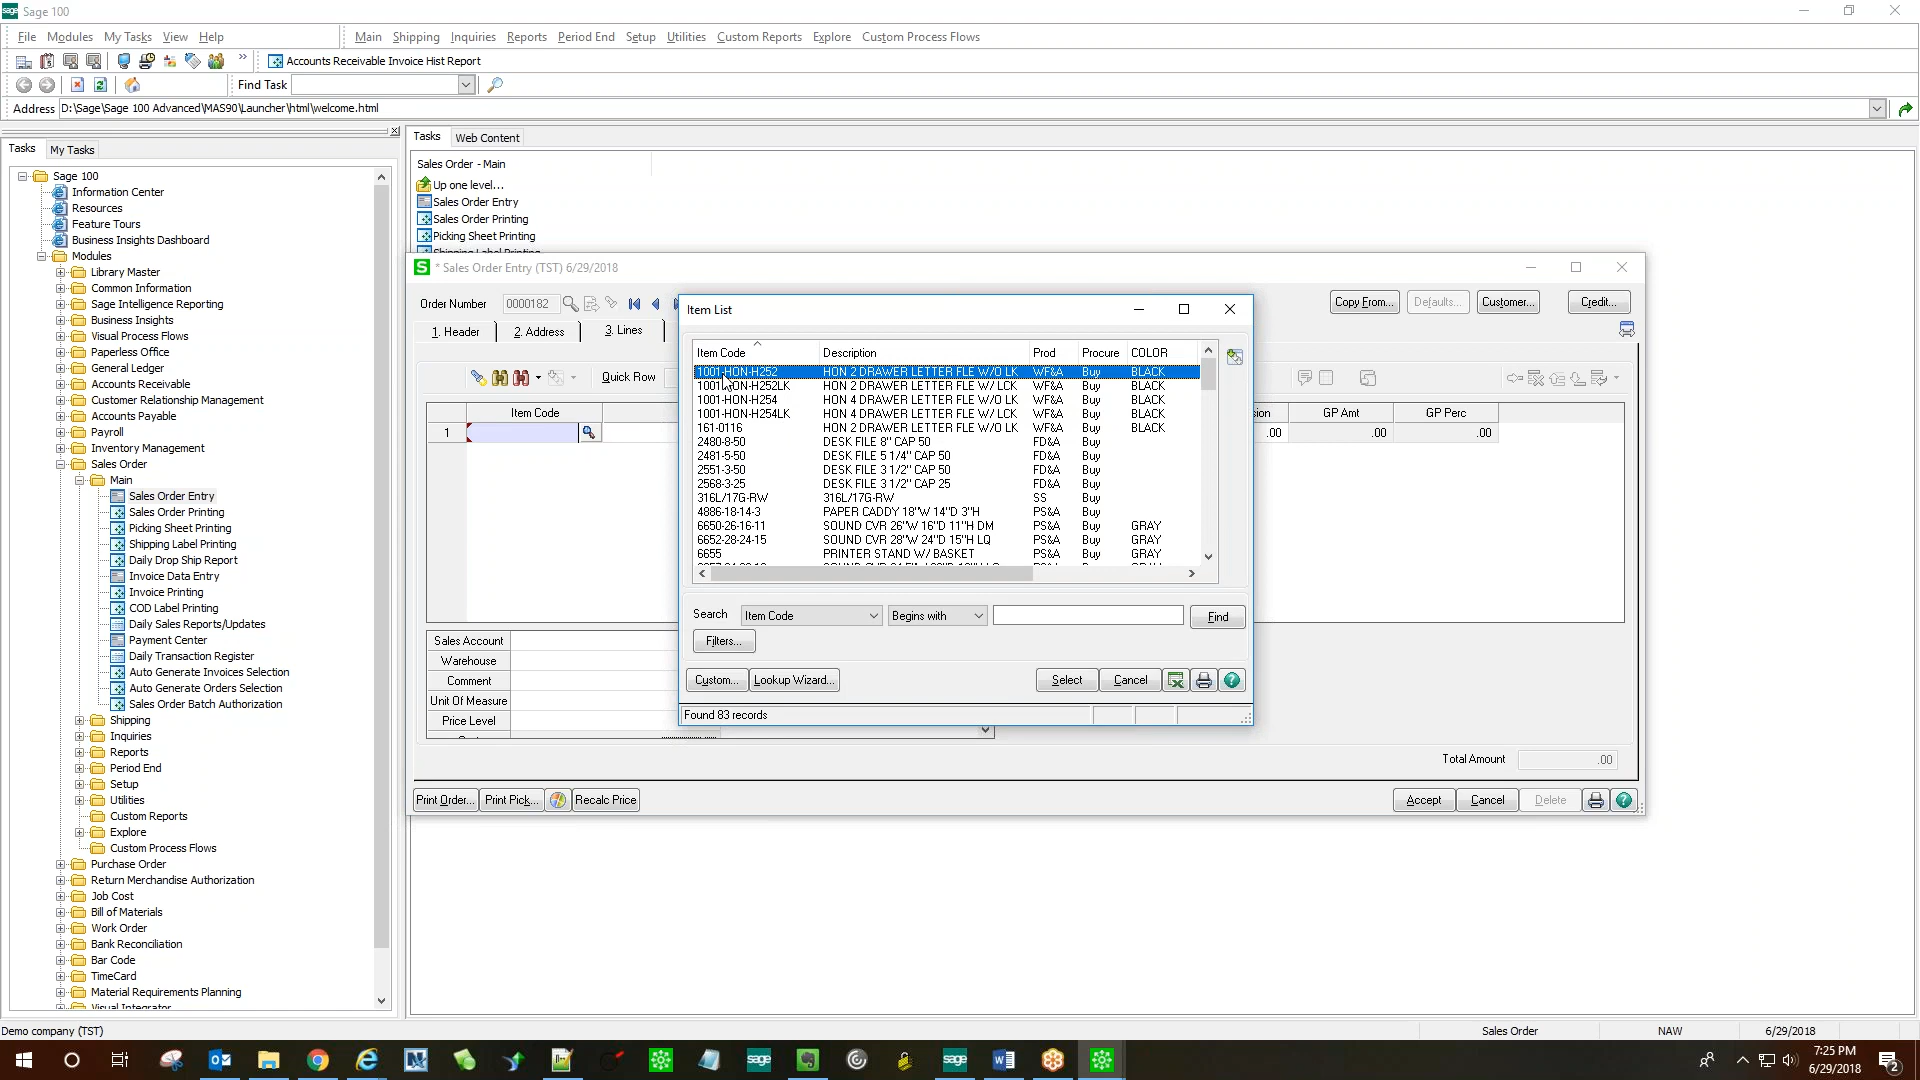 Sage 100
File Modules My Tasks View Help
Main Shipping Inquiries Reports Period End Setup Utilities Custom Reports Explore Custom Process Flows
Accounts Receivable Invoice Hist Report
Find Task
Address D:\Sage\Sage 100 Advanced\MAS90\Launcher\html\welcome.html
Tasks My Tasks
Sage 100
Information Center
Resources
Feature Tours
Business Insights Dashboard
Modules
Library Master
Common Information
Sage Intelligence Reporting
Business Insights
Visual Process Flows
Paperless Office
General Ledger
Accounts Receivable
Customer Relationship Management
Accounts Payable
Payroll
Inventory Management
Sales Order
Main
Sales Order Entry
Sales Order Printing
Picking Sheet Printing
Shipping Label Printing
Daily Drop Ship Report
Invoice Data Entry
Invoice Printing
COD Label Printing
Daily Sales Reports/Updates
Payment Center
Daily Transaction Register
Auto Generate Invoices Selection
Auto Generate Orders Selection
Sales Order Batch Authorization
Shipping
Inquiries
Reports
Period End
Setup
Utilities
Custom Reports
Explore
Custom Process Flows
Purchase Order
Return Merchandise Authorization
Job Cost
Bill of Materials
Work Order
Bank Reconciliation
Bar Code
TimeCard
Material Requirements Planning
Visual Integrator
Tasks Web Content
Sales Order - Main
Up one level...
Sales Order Entry
Sales Order Printing
Picking Sheet Printing
Shipping Label Printing
S * Sales Order Entry (TST) 6/29/2018
Order Number 0000182
Copy From... Defaults... Customer... Credit...
1. Header 2. Address 3. Lines
Quick Row
Item Code GP Amt GP Perc
1 .00 .00 .00
Sales Account
Warehouse
Comment
Unit Of Measure
Price Level
Total Amount .00
Print Order... Print Pick... Recalc Price
Accept Cancel Delete
Item List
Item Code Description Prod Procure COLOR
1001-HON-H252 HON 2 DRAWER LETTER FLE W/O LK WF&A Buy BLACK
1001-HON-H252LK HON 2 DRAWER LETTER FLE W/ LCK WF&A Buy BLACK
1001-HON-H254 HON 4 DRAWER LETTER FLE W/O LK WF&A Buy BLACK
1001-HON-H254LK HON 4 DRAWER LETTER FLE W/ LCK WF&A Buy BLACK
161-0116 HON 2 DRAWER LETTER FLE W/O LK WF&A Buy BLACK
2480-8-50 DESK FILE 8" CAP 50 FD&A Buy
2481-5-50 DESK FILE 5 1/4" CAP 50 FD&A Buy
2551-3-50 DESK FILE 3 1/2" CAP 50 FD&A Buy
2568-3-25 DESK FILE 3 1/2" CAP 25 FD&A Buy
316L/17G-RW 316L/17G-RW SS Buy
4886-18-14-3 PAPER CADDY 18"W 14"D 3"H PS&A Buy
6650-26-16-11 SOUND CVR 26"W 16"D 11"H DM PS&A Buy GRAY
6652-28-24-15 SOUND CVR 28"W 24"D 15"H LQ PS&A Buy GRAY
6655 PRINTER STAND W/ BASKET PS&A Buy GRAY
Search Item Code Begins with Find
Filters...
Custom... Lookup Wizard... Select Cancel
Found 83 records
Demo company (TST) Sales Order NAW 6/29/2018
sage sage
7:25 PM
6/29/2018
2